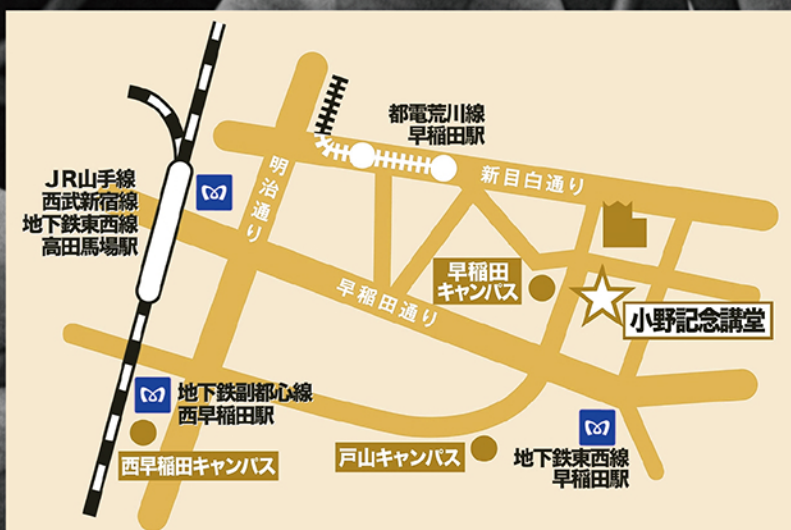 都電荒川線
早稲田駅
新目白通り
明治通り
JR山手線
西武新宿線
地下鉄東西線
高田馬場駅
早稲田
キャンパス
早稲田通り
小野記念講堂
地下鉄副都心線
西早稲田駅
西早稲田キャンパス
戸山キャンパス
地下鉄東西線
早稲田駅